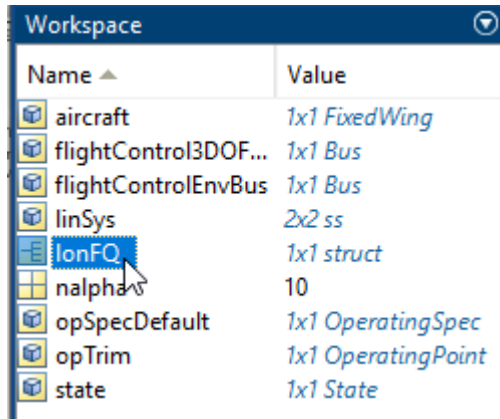 Workspace
Name Value
aircraft 1x1 FixedWing
flightControl3DOF... 1x1 Bus
flightControlEnvBus 1x1 Bus
linSys 2x2 ss
lonFQ 1x1 struct
nalpha 10
opSpecDefault 1x1 OperatingSpec
opTrim 1x1 OperatingPoint
state 1x1 State